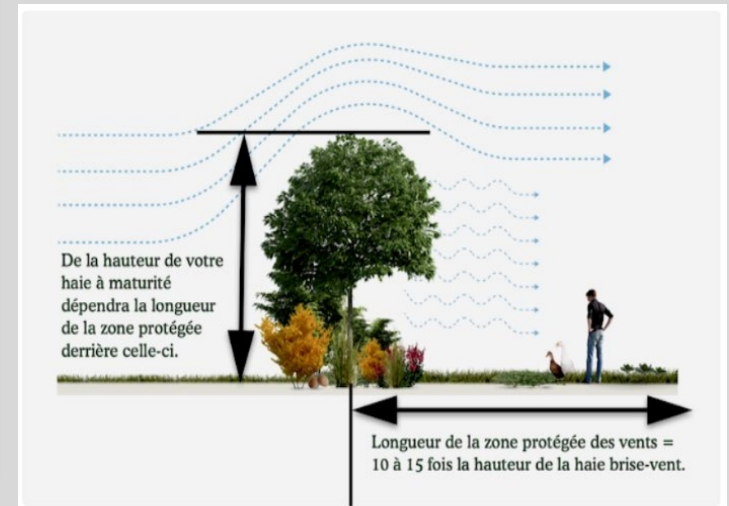 De la hauteur de votre
haie à maturité
dépendra la longueur
de la zone protégée
derrière celle-ci.
Longueur de la zone protégée des vents =
10 à 15 fois la hauteur de la haie brise-vent.